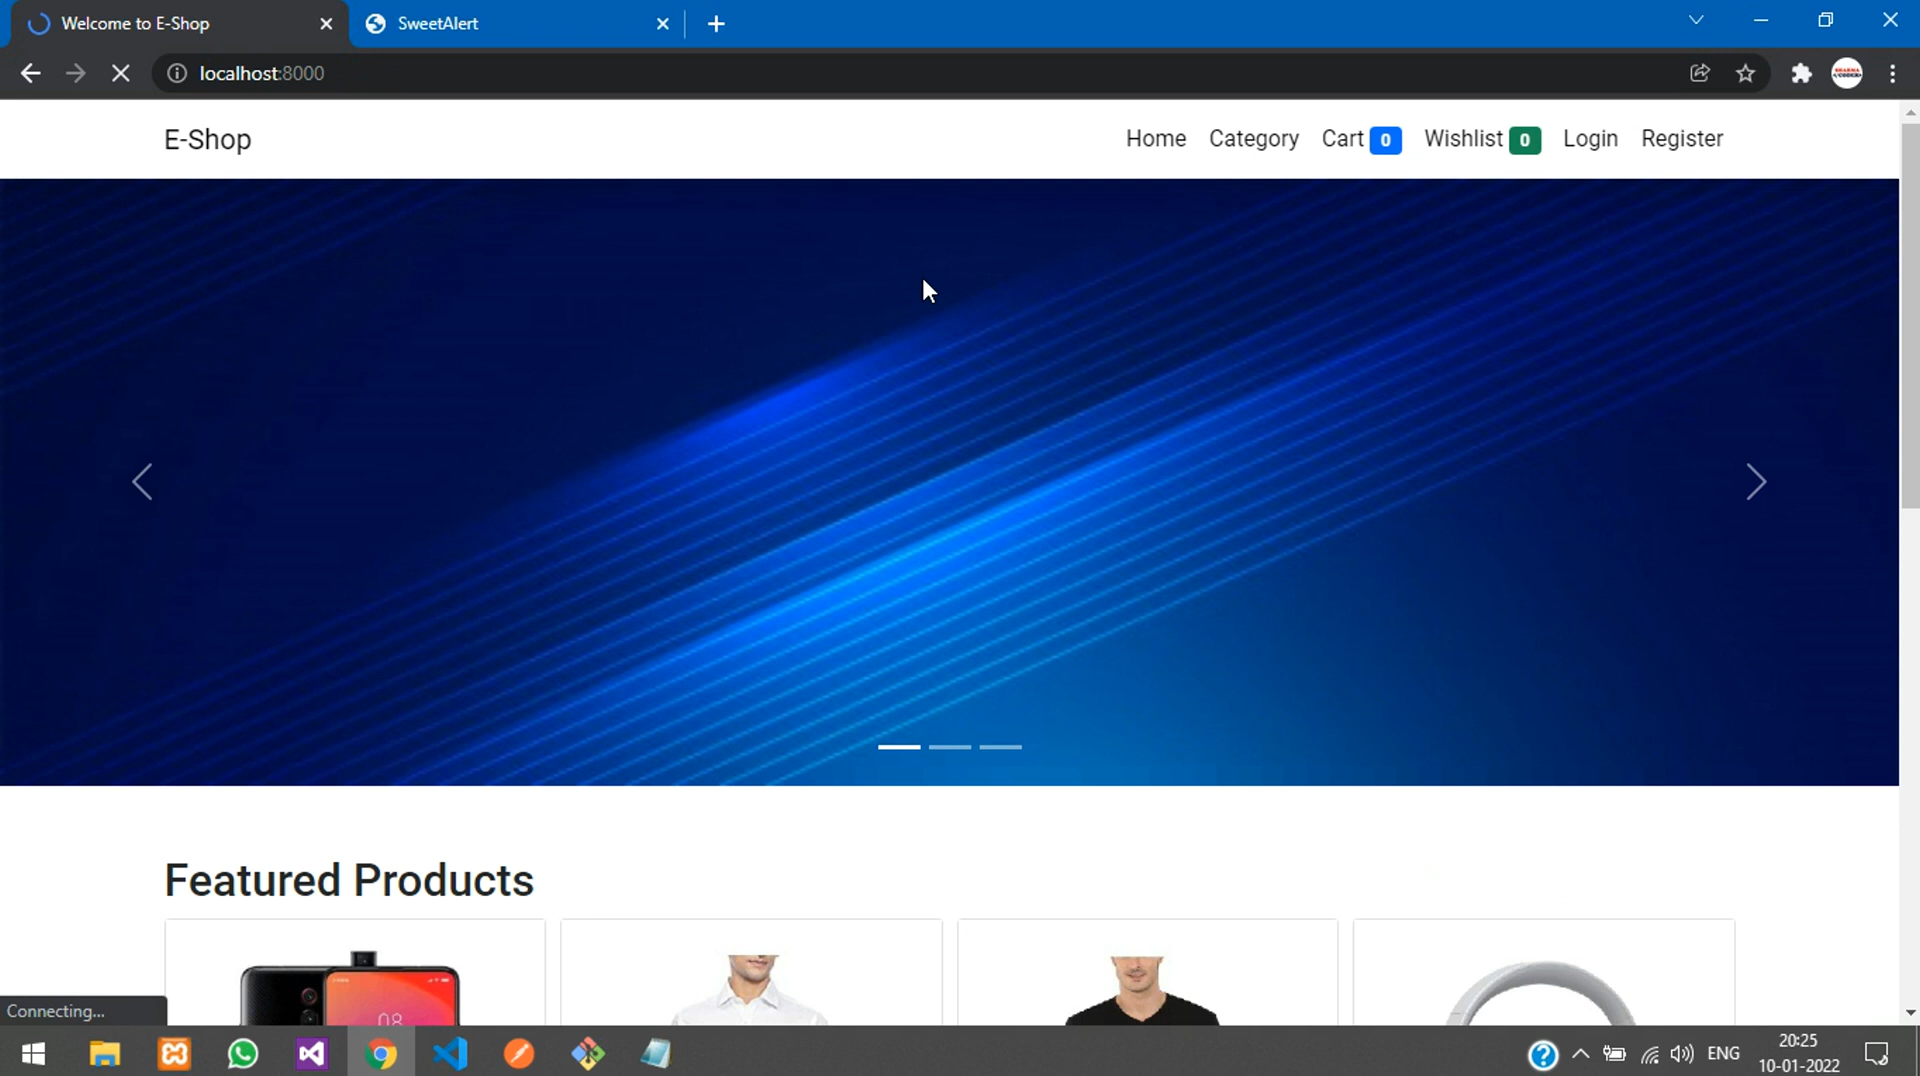 Welcome to E-Shop
SweetAlert
localhost:8000
E-Shop
Home Category Cart 0 Wishlist 0 Login Register
Featured Products
08
Connecting...
ENG
20:25
10-01-2022